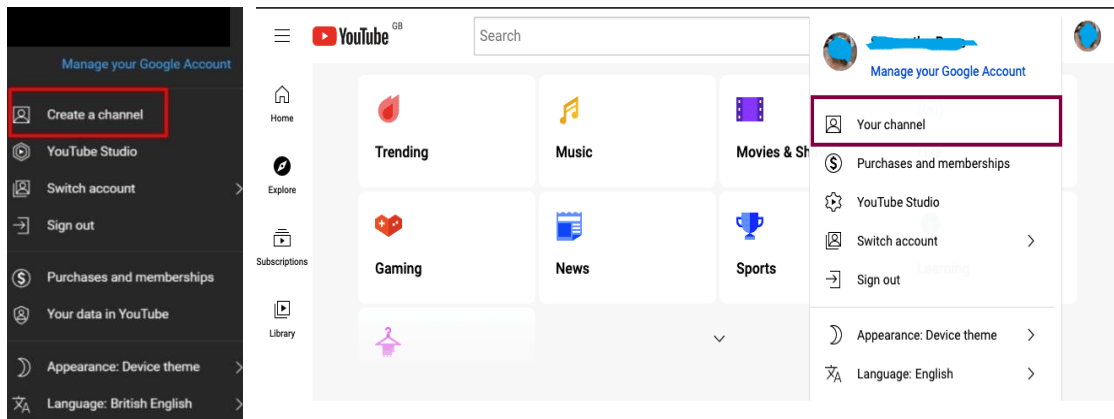 Manage your Google Account
Create a channel
YouTube Studio
Switch account
Sign out
Purchases and memberships
Your data in YouTube
Appearance: Device theme
Language: British English
YouTube GB
Search
Home
Explore
Subscriptions
Library
Trending
Music
Movies & Sh
Gaming
News
Sports
Learning
Manage your Google Account
Your channel
Purchases and memberships
YouTube Studio
Switch account
Sign out
Appearance: Device theme
Language: English